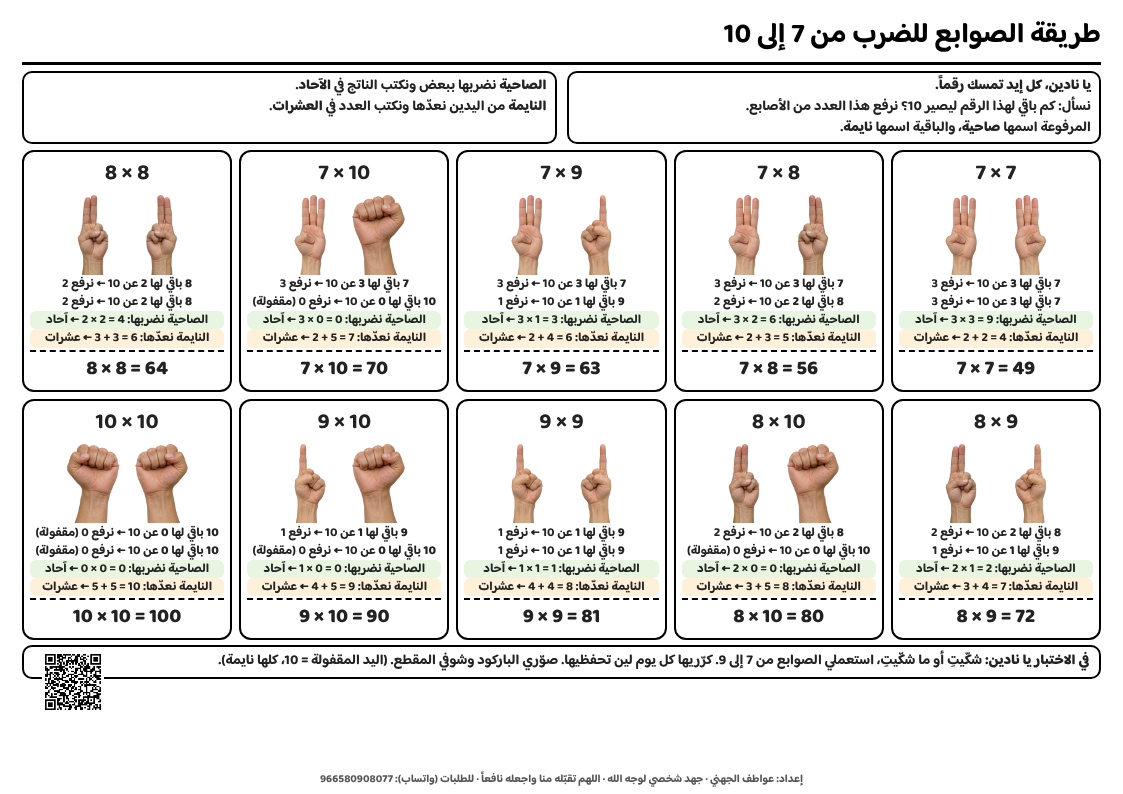 طريقة الصوابع للضرب من 7 إلى 10
يا نادين، كل إيد تمسك رقماً.
نسأل: كم باقي لهذا الرقم ليصير 10؟ نرفع هذا العدد من الأصابع.
المرفوعة اسمها صاحية، والباقية اسمها نايمة.
الصاحية نضربها ببعض ونكتب الناتج في الآحاد.
النايمة من اليدين نعدّها ونكتب العدد في العشرات.
7 × 7
7 باقي لها 3 عن 10 ← نرفع 3
7 باقي لها 3 عن 10 ← نرفع 3
الصاحية نضربها: 3 × 3 = 9 ← آحاد
النايمة نعدّها: 2 + 2 = 4 ← عشرات
7 × 7 = 49
7 × 8
7 باقي لها 3 عن 10 ← نرفع 3
8 باقي لها 2 عن 10 ← نرفع 2
الصاحية نضربها: 3 × 2 = 6 ← آحاد
النايمة نعدّها: 2 + 3 = 5 ← عشرات
7 × 8 = 56
7 × 9
7 باقي لها 3 عن 10 ← نرفع 3
9 باقي لها 1 عن 10 ← نرفع 1
الصاحية نضربها: 3 × 1 = 3 ← آحاد
النايمة نعدّها: 2 + 4 = 6 ← عشرات
7 × 9 = 63
7 × 10
7 باقي لها 3 عن 10 ← نرفع 3
10 باقي لها 0 عن 10 ← نرفع 0 (مقفولة)
الصاحية نضربها: 3 × 0 = 0 ← آحاد
النايمة نعدّها: 2 + 5 = 7 ← عشرات
7 × 10 = 70
8 × 8
8 باقي لها 2 عن 10 ← نرفع 2
8 باقي لها 2 عن 10 ← نرفع 2
الصاحية نضربها: 2 × 2 = 4 ← آحاد
النايمة نعدّها: 3 + 3 = 6 ← عشرات
8 × 8 = 64
8 × 9
8 باقي لها 2 عن 10 ← نرفع 2
9 باقي لها 1 عن 10 ← نرفع 1
الصاحية نضربها: 2 × 1 = 2 ← آحاد
النايمة نعدّها: 3 + 4 = 7 ← عشرات
8 × 9 = 72
8 × 10
8 باقي لها 2 عن 10 ← نرفع 2
10 باقي لها 0 عن 10 ← نرفع 0 (مقفولة)
الصاحية نضربها: 2 × 0 = 0 ← آحاد
النايمة نعدّها: 3 + 5 = 8 ← عشرات
8 × 10 = 80
9 × 9
9 باقي لها 1 عن 10 ← نرفع 1
9 باقي لها 1 عن 10 ← نرفع 1
الصاحية نضربها: 1 × 1 = 1 ← آحاد
النايمة نعدّها: 4 + 4 = 8 ← عشرات
9 × 9 = 81
9 × 10
9 باقي لها 1 عن 10 ← نرفع 1
10 باقي لها 0 عن 10 ← نرفع 0 (مقفولة)
الصاحية نضربها: 1 × 0 = 0 ← آحاد
النايمة نعدّها: 4 + 5 = 9 ← عشرات
9 × 10 = 90
10 × 10
10 باقي لها 0 عن 10 ← نرفع 0 (مقفولة)
10 باقي لها 0 عن 10 ← نرفع 0 (مقفولة)
الصاحية نضربها: 0 × 0 = 0 ← آحاد
النايمة نعدّها: 5 + 5 = 10 ← عشرات
10 × 10 = 100
في الاختبار يا نادين: شكّيتِ أو ما شكّيتِ، استعملي الصوابع من 7 إلى 9. كرّريها كل يوم لين تحفظيها. صوّري الباركود وشوفي المقطع. (اليد المقفولة = 10، كلها نايمة).
إعداد: عواطف الجهني · جهد شخصي لوجه الله · اللهم تقبّله منا واجعله نافعاً · للطلبات (واتساب): 966580908077